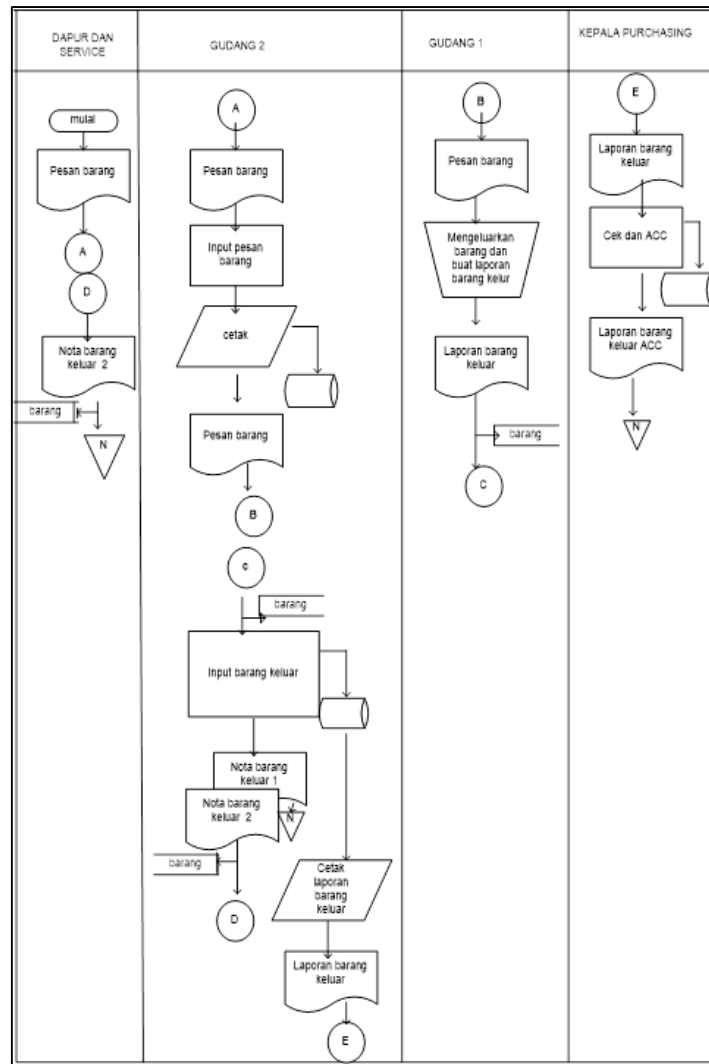 DAPUR DAN
SERVICE
mulai
Pesan barang
A
D
Nota barang
keluar 2
barang
N
GUDANG 2
A
Pesan barang
Input pesan
barang
cetak
Pesan barang
B
c
barang
Input barang keluar
Nota barang
keluar 1
Nota barang
keluar 2
N
barang
D
Cetak
laporan
barang
keluar
Laporan barang
keluar
E
GUDANG 1
B
Pesan barang
Mengeluarkan
barang dan
buat laporan
barang kelur
Laporan barang
keluar
barang
C
KEPALA PURCHASING
E
Laporan barang
keluar
Cek dan ACC
Laporan barang
keluar ACC
N